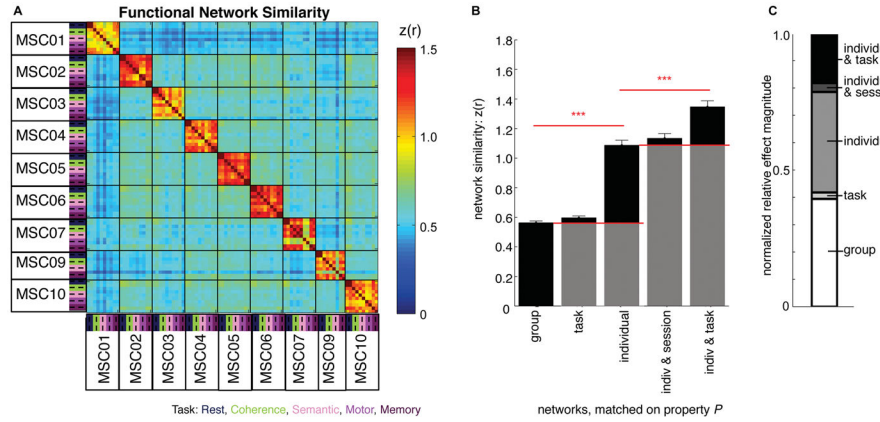 A
Functional Network Similarity
z(r)
MSC01
MSC02
MSC03
MSC04
MSC05
MSC06
MSC07
MSC09
MSC10
1.5
1.0
0.5
0
MSC01
MSC02
MSC03
MSC04
MSC05
MSC06
MSC07
MSC09
MSC10
Task: Rest, Coherence, Semantic, Motor, Memory
B
network similarity: z(r)
1.8
1.6
1.4
1.2
1.0
0.8
0.6
0.4
0.2
0
***
***
group
task
individual
indiv & session
indiv & task
networks, matched on property P
C
normalized relative effect magnitude
1.0
0.5
0
individ
& task
individ
& sess
individ
task
group